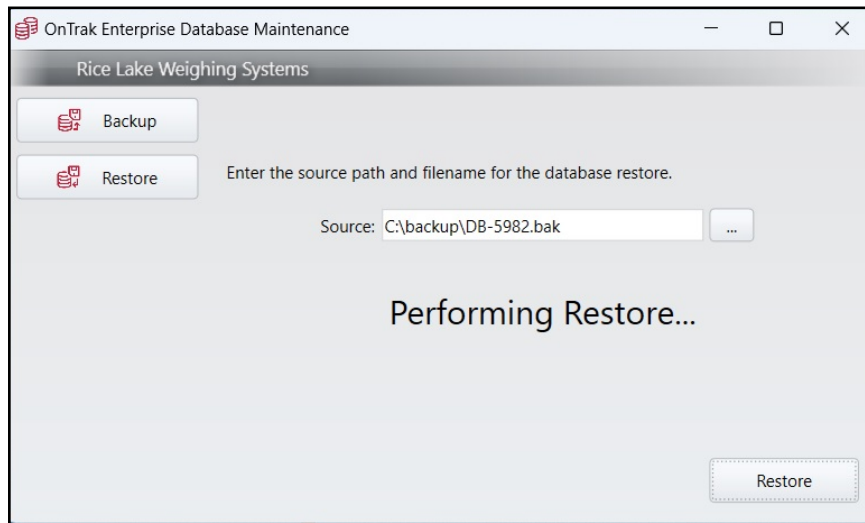 OnTrak Enterprise Database Maintenance
Rice Lake Weighing Systems
Backup
Restore
Enter the source path and filename for the database restore.
Source: C:\backup\DB-5982.bak ...
Performing Restore...
Restore